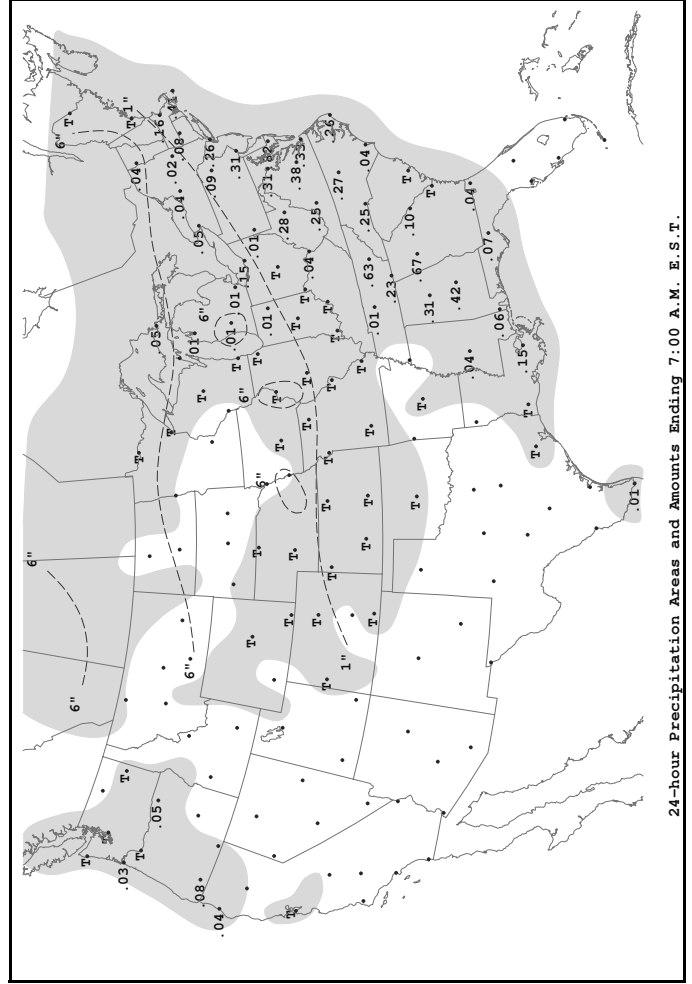 6"
6"
T
6"
T
.03
T
1"
T
.04
T
T
.05
.05
.16
T
.02
.04
.08
6"
.01
.05
.08
T
6"
.26
.09
.04
.01
.01
.31
T
6"
.15
T
.01
T
T
6"
.01
.31
T
T
T
.28
T
T
T
.38
T
.33
T
T
T
.04
.25
T
T
T
T
T
.26
T
T
T
.27
1"
T
.25
.04
T
T
.63
T
T
.01
.23
.10
T
T
.67
T
.31
T
.42
.04
.04
.07
.06
.15
T
T
.01
24-hour Precipitation Areas and Amounts Ending 7:00 A.M. E.S.T.